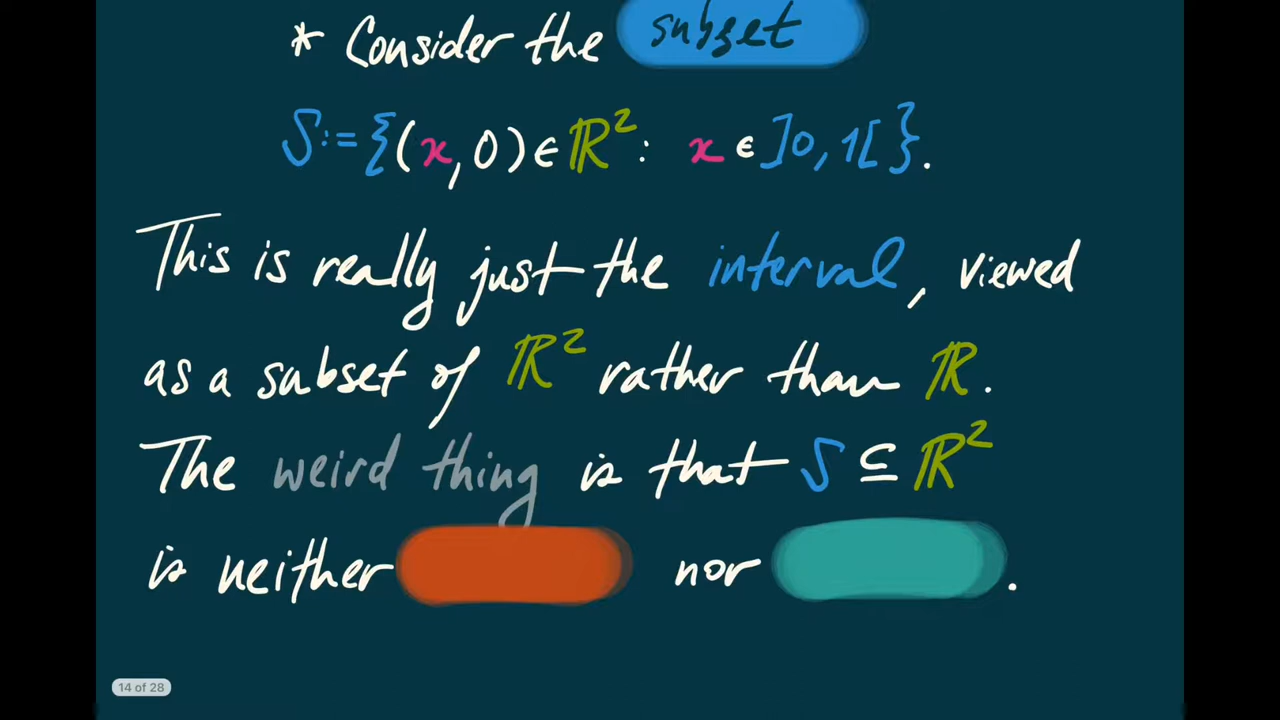 * Consider the subset
S := {(x, 0) ∈ ℝ² : x ∈ ]0, 1[ }.
This is really just the interval, viewed
as a subset of ℝ² rather than ℝ.
The weird thing is that S ⊆ ℝ²
is neither nor .
14 of 28